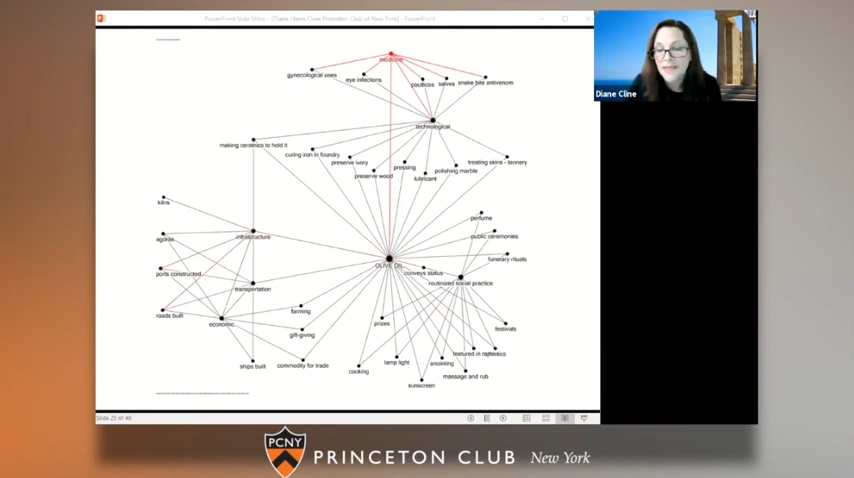 PowerPoint Slide Show - [Diane Harris Cline Princeton Club of New York] - PowerPoint
medicine
gynecological uses
eye infections
poultices
salves
snake bite antivenom
technological
making ceramics to hold it
curing iron in foundry
preserve ivory
preserve wood
pressing
lubricant
polishing marble
treating skins - tannery
kilns
agoras
infrastructure
ports constructed
transportation
roads built
economic
farming
gift-giving
ships built
commodity for trade
OLIVE OIL
perfume
public ceremonies
funerary rituals
conveys status
routinized social practice
prizes
festivals
cooking
lamp light
anointing
featured in
athletics
massage and rub
sunscreen
Slide 25 of 46
Diane Cline
PCNY
PRINCETON CLUB New York